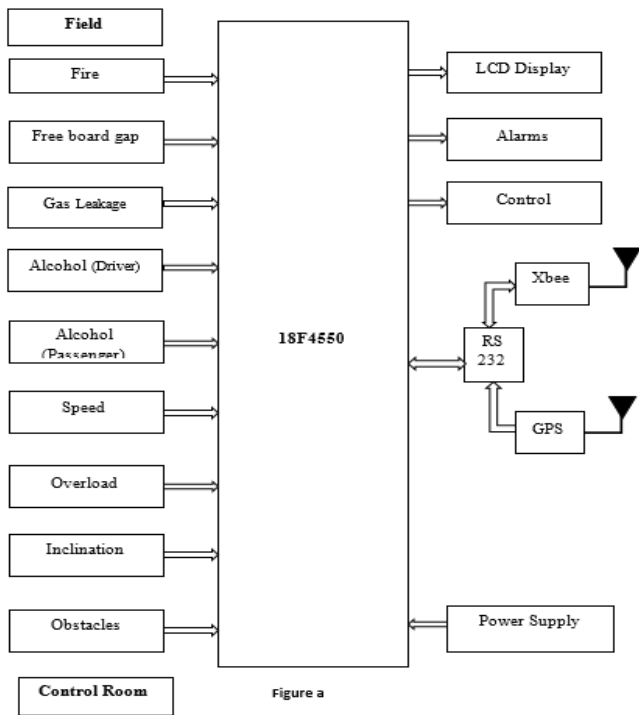 Field
Fire
Free board gap
Gas Leakage
Alcohol (Driver)
Alcohol
(Passenger)
Speed
Overload
Inclination
Obstacles
Control Room
18F4550
LCD Display
Alarms
Control
Xbee
RS
232
GPS
Power Supply
Figure a